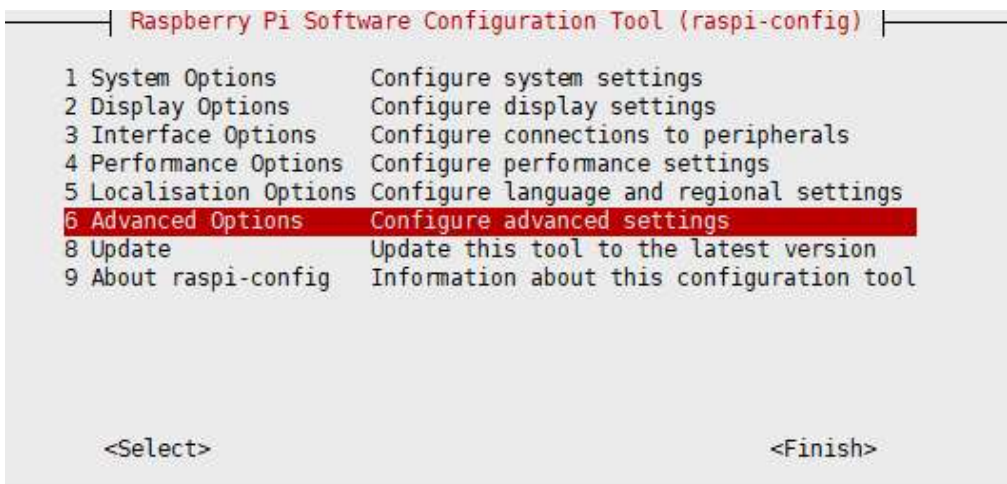 Raspberry Pi Software Configuration Tool (raspi-config)
1 System Options Configure system settings
2 Display Options Configure display settings
3 Interface Options Configure connections to peripherals
4 Performance Options Configure performance settings
5 Localisation Options Configure language and regional settings
6 Advanced Options Configure advanced settings
8 Update Update this tool to the latest version
9 About raspi-config Information about this configuration tool
<Select> <Finish>